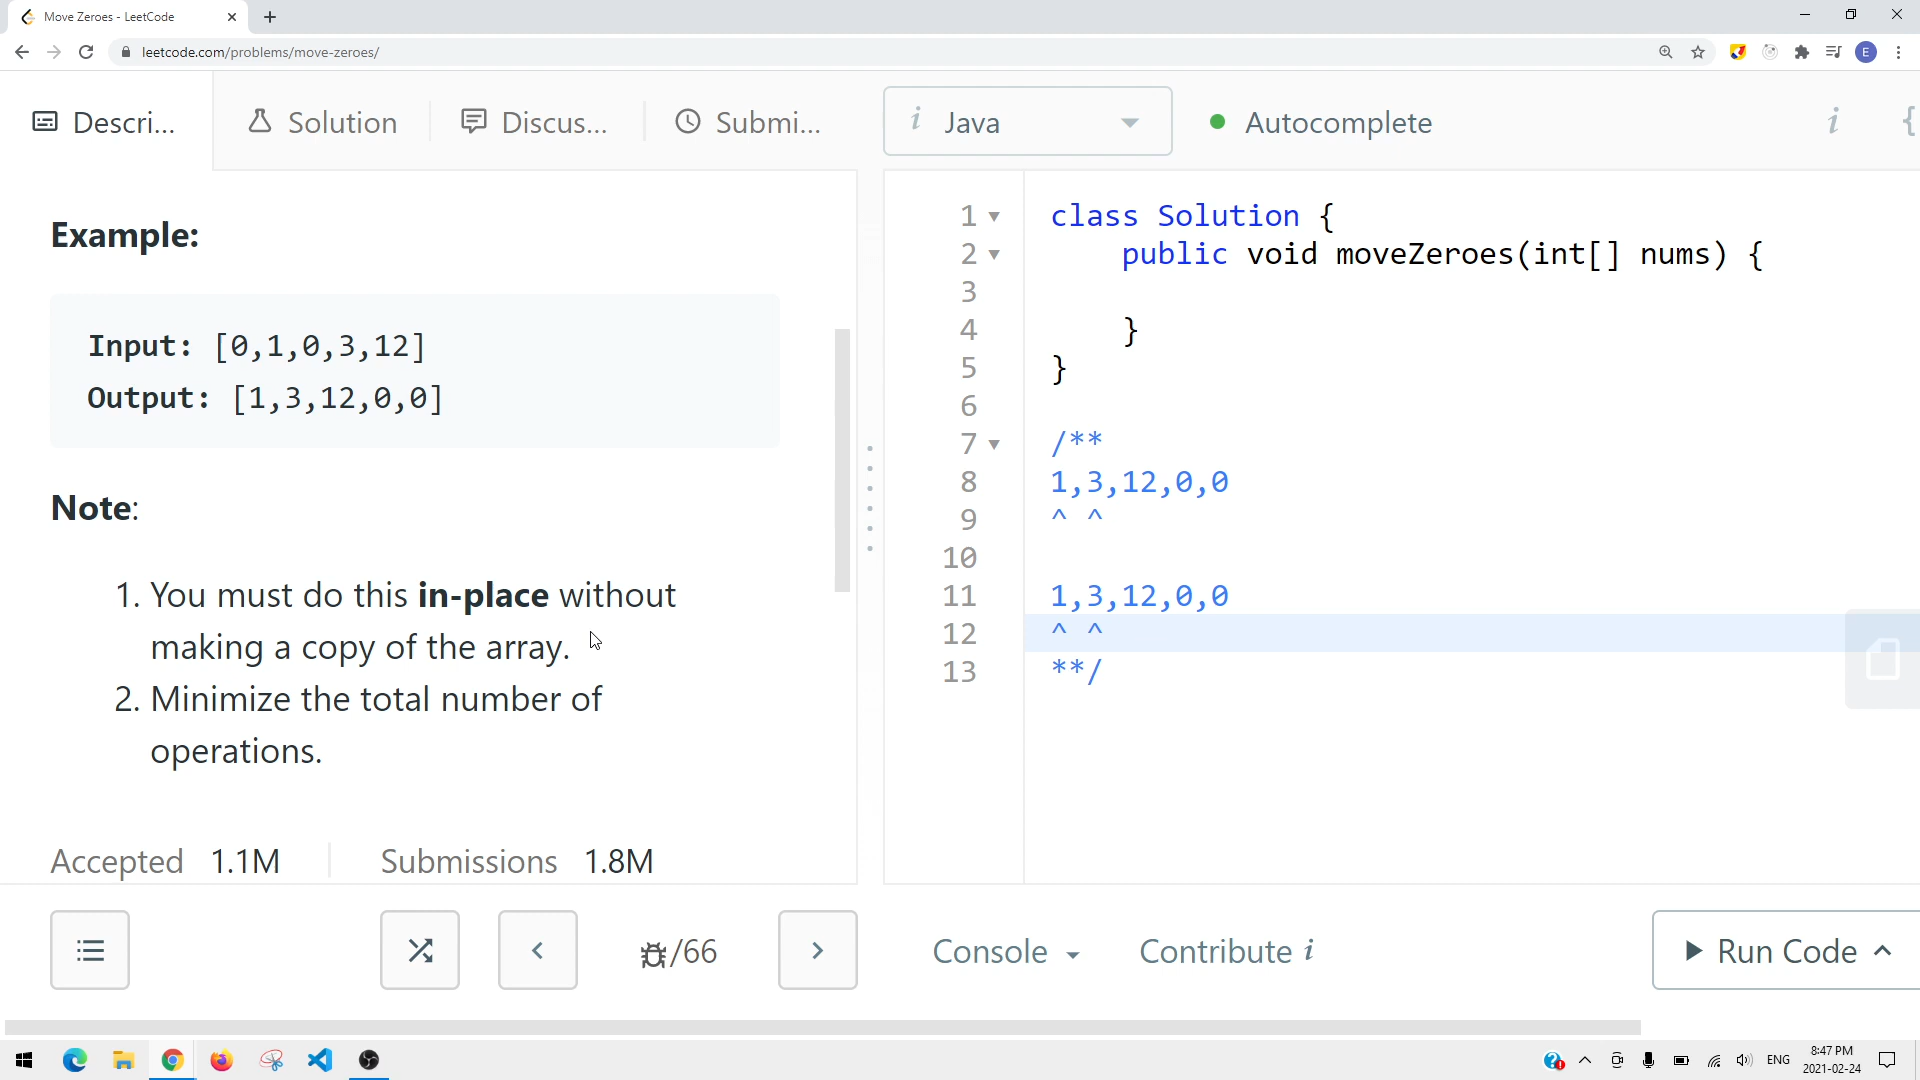 Move Zeroes - LeetCode
leetcode.com/problems/move-zeroes/
E
Descri...
Solution
Discus...
Submi...
i Java
Autocomplete
i {
Example:
Input: [0,1,0,3,12]
Output: [1,3,12,0,0]
Note:
1. You must do this in-place without
making a copy of the array.
2. Minimize the total number of
operations.
Accepted 1.1M
Submissions 1.8M
1 class Solution {
2 public void moveZeroes(int[] nums) {
3
4 }
5 }
6
7 /**
8 1,3,12,0,0
9 ^ ^
10
11 1,3,12,0,0
12 ^ ^
13 **/
/66
Console
Contribute i
Run Code
ENG
8:47 PM
2021-02-24